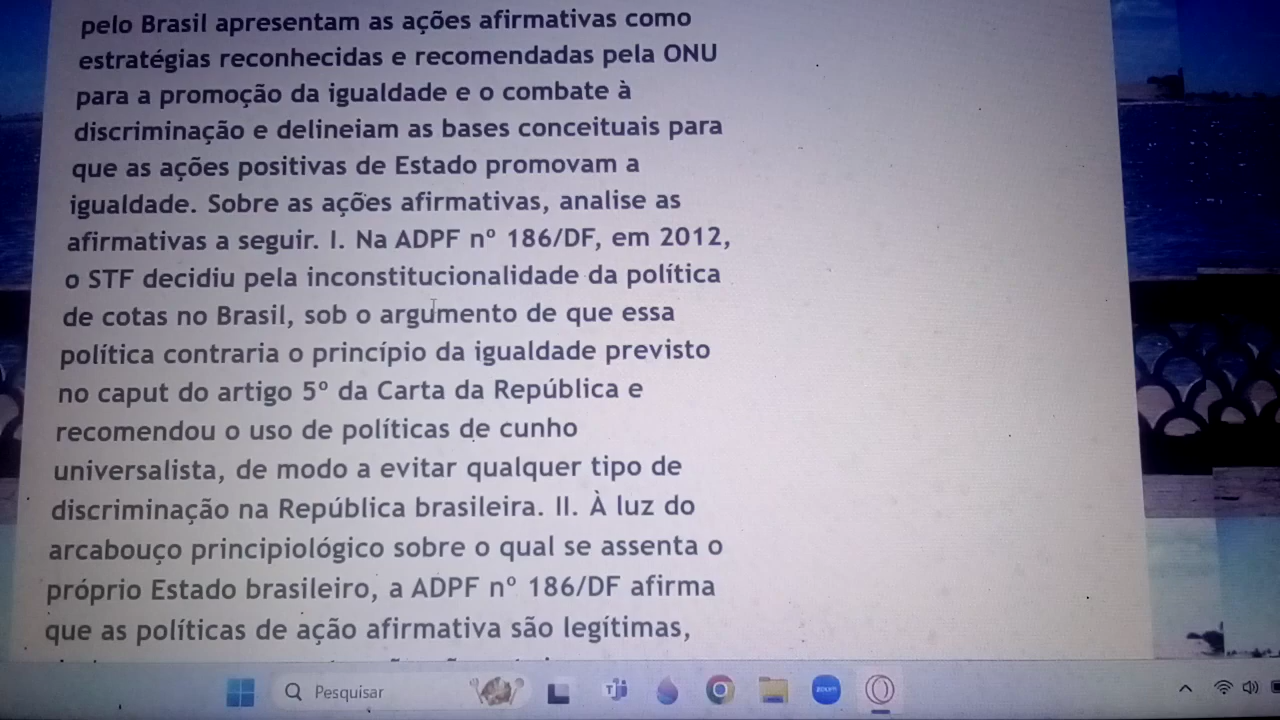 pelo Brasil apresentam as ações afirmativas como
estratégias reconhecidas e recomendadas pela ONU
para a promoção da igualdade e o combate à
discriminação e delineiam as bases conceituais para
que as ações positivas de Estado promovam a
igualdade. Sobre as ações afirmativas, analise as
afirmativas a seguir. I. Na ADPF nº 186/DF, em 2012,
o STF decidiu pela inconstitucionalidade da política
de cotas no Brasil, sob o argumento de que essa
política contraria o princípio da igualdade previsto
no caput do artigo 5º da Carta da República e
recomendou o uso de políticas de cunho
universalista, de modo a evitar qualquer tipo de
discriminação na República brasileira. II. À luz do
arcabouço principiológico sobre o qual se assenta o
próprio Estado brasileiro, a ADPF nº 186/DF afirma
que as políticas de ação afirmativa são legítimas,
Pesquisar
zoom